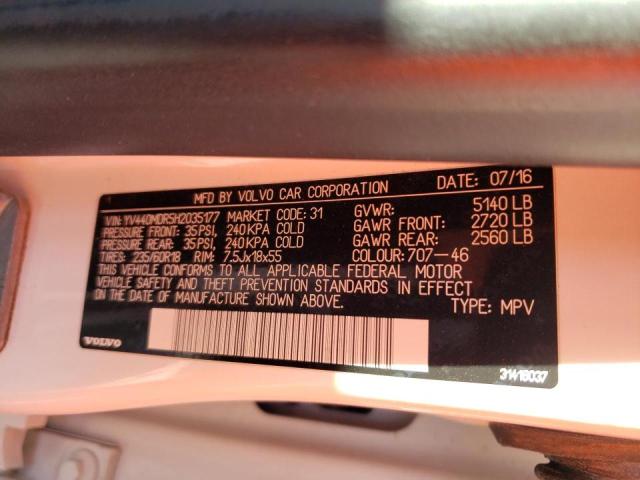 MFD BY VOLVO CAR CORPORATION DATE: 07/16
VIN: YV440MDR5H2035177 MARKET CODE: 31 GVWR: 5140 LB
PRESSURE FRONT: 35PSI, 240KPA COLD GAWR FRONT: 2720 LB
PRESSURE REAR: 35PSI, 240KPA COLD GAWR REAR: 2560 LB
TIRES: 235/60R18 RIM: 7.5Jx18x55 COLOUR: 707-46
THIS VEHICLE CONFORMS TO ALL APPLICABLE FEDERAL MOTOR
VEHICLE SAFETY AND THEFT PREVENTION STANDARDS IN EFFECT
ON THE DATE OF MANUFACTURE SHOWN ABOVE. TYPE: MPV
VOLVO 31418037